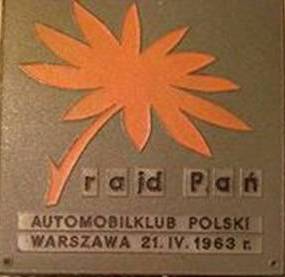 rajd Pań
AUTOMOBILKLUB POLSKI
WARSZAWA 21. IV. 1963 r.